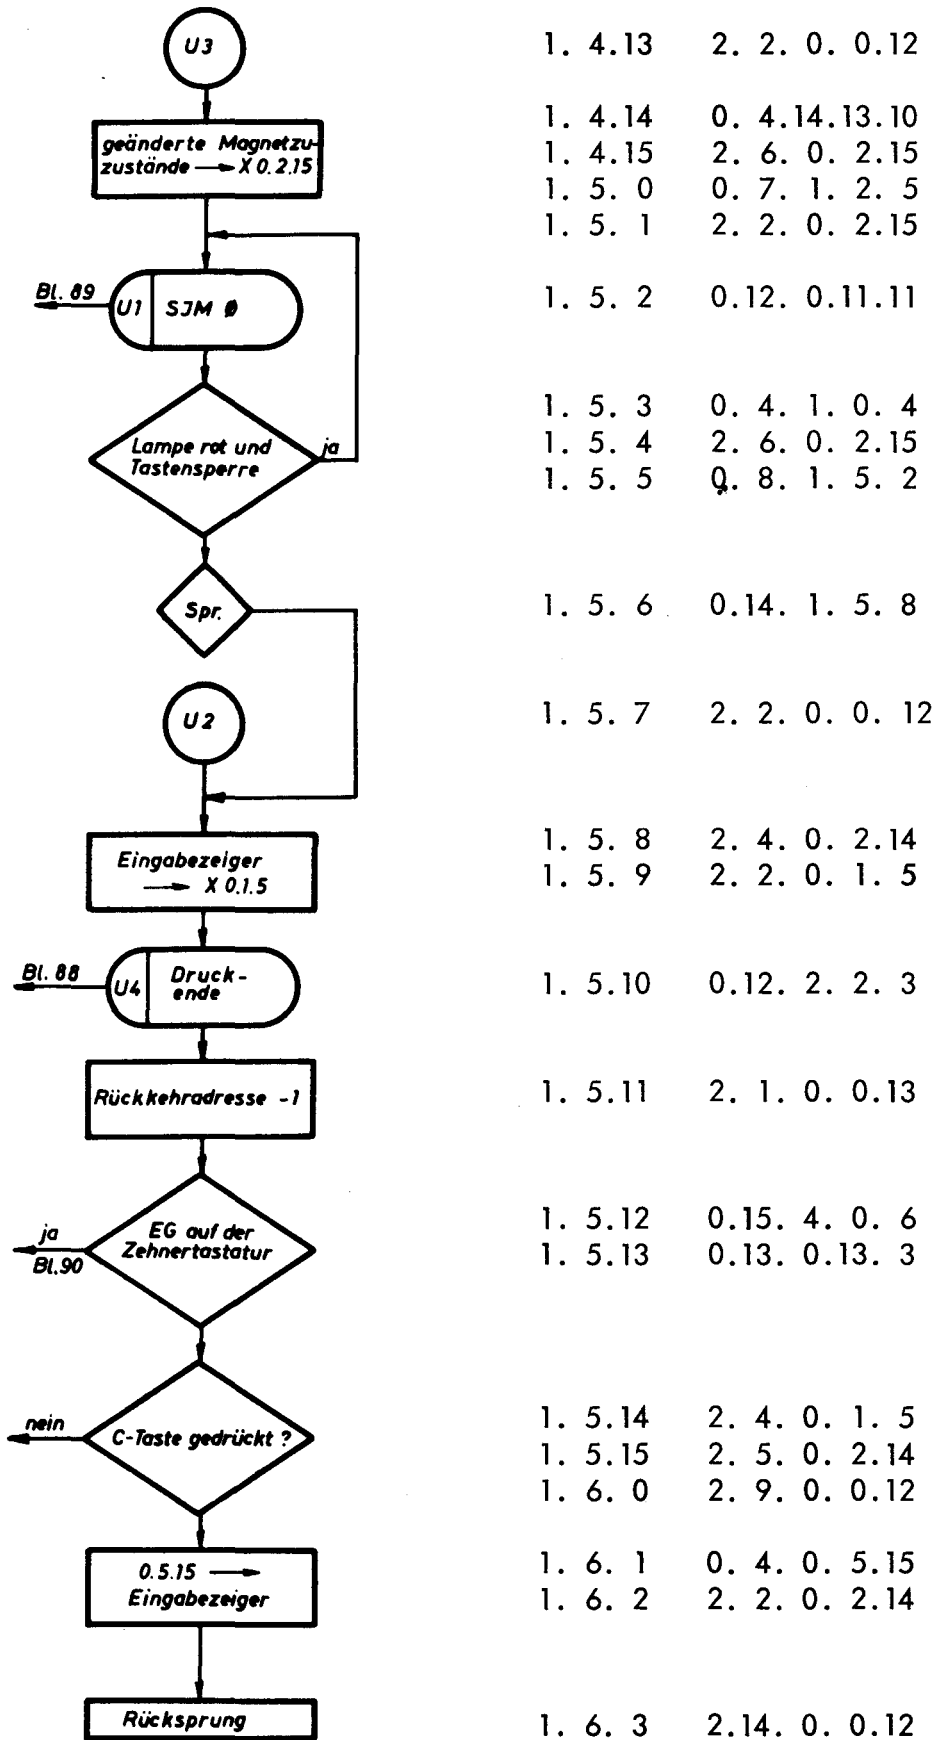 U3 1. 4.13 2. 2. 0. 0.12
geänderte Magnetzu- 1. 4.14 0. 4.14.13.10
zustände → X 0.2.15 1. 4.15 2. 6. 0. 2.15
1. 5. 0 0. 7. 1. 2. 5
1. 5. 1 2. 2. 0. 2.15
Bl. 89 U1 SJM Ø 1. 5. 2 0.12. 0.11.11
1. 5. 3 0. 4. 1. 0. 4
Lampe rot und ja 1. 5. 4 2. 6. 0. 2.15
Tastensperre 1. 5. 5 0. 8. 1. 5. 2
Spr. 1. 5. 6 0.14. 1. 5. 8
U2 1. 5. 7 2. 2. 0. 0. 12
Eingabezeiger 1. 5. 8 2. 4. 0. 2.14
→ X 0.1.5 1. 5. 9 2. 2. 0. 1. 5
Bl. 88 U4 Druck-
ende 1. 5.10 0.12. 2. 2. 3
Rückkehradresse -1 1. 5.11 2. 1. 0. 0.13
ja EG auf der 1. 5.12 0.15. 4. 0. 6
Bl.90 Zehnertastatur 1. 5.13 0.13. 0.13. 3
nein C-Taste gedrückt ? 1. 5.14 2. 4. 0. 1. 5
1. 5.15 2. 5. 0. 2.14
1. 6. 0 2. 9. 0. 0.12
0.5.15 → 1. 6. 1 0. 4. 0. 5.15
Eingabezeiger 1. 6. 2 2. 2. 0. 2.14
Rücksprung 1. 6. 3 2.14. 0. 0.12